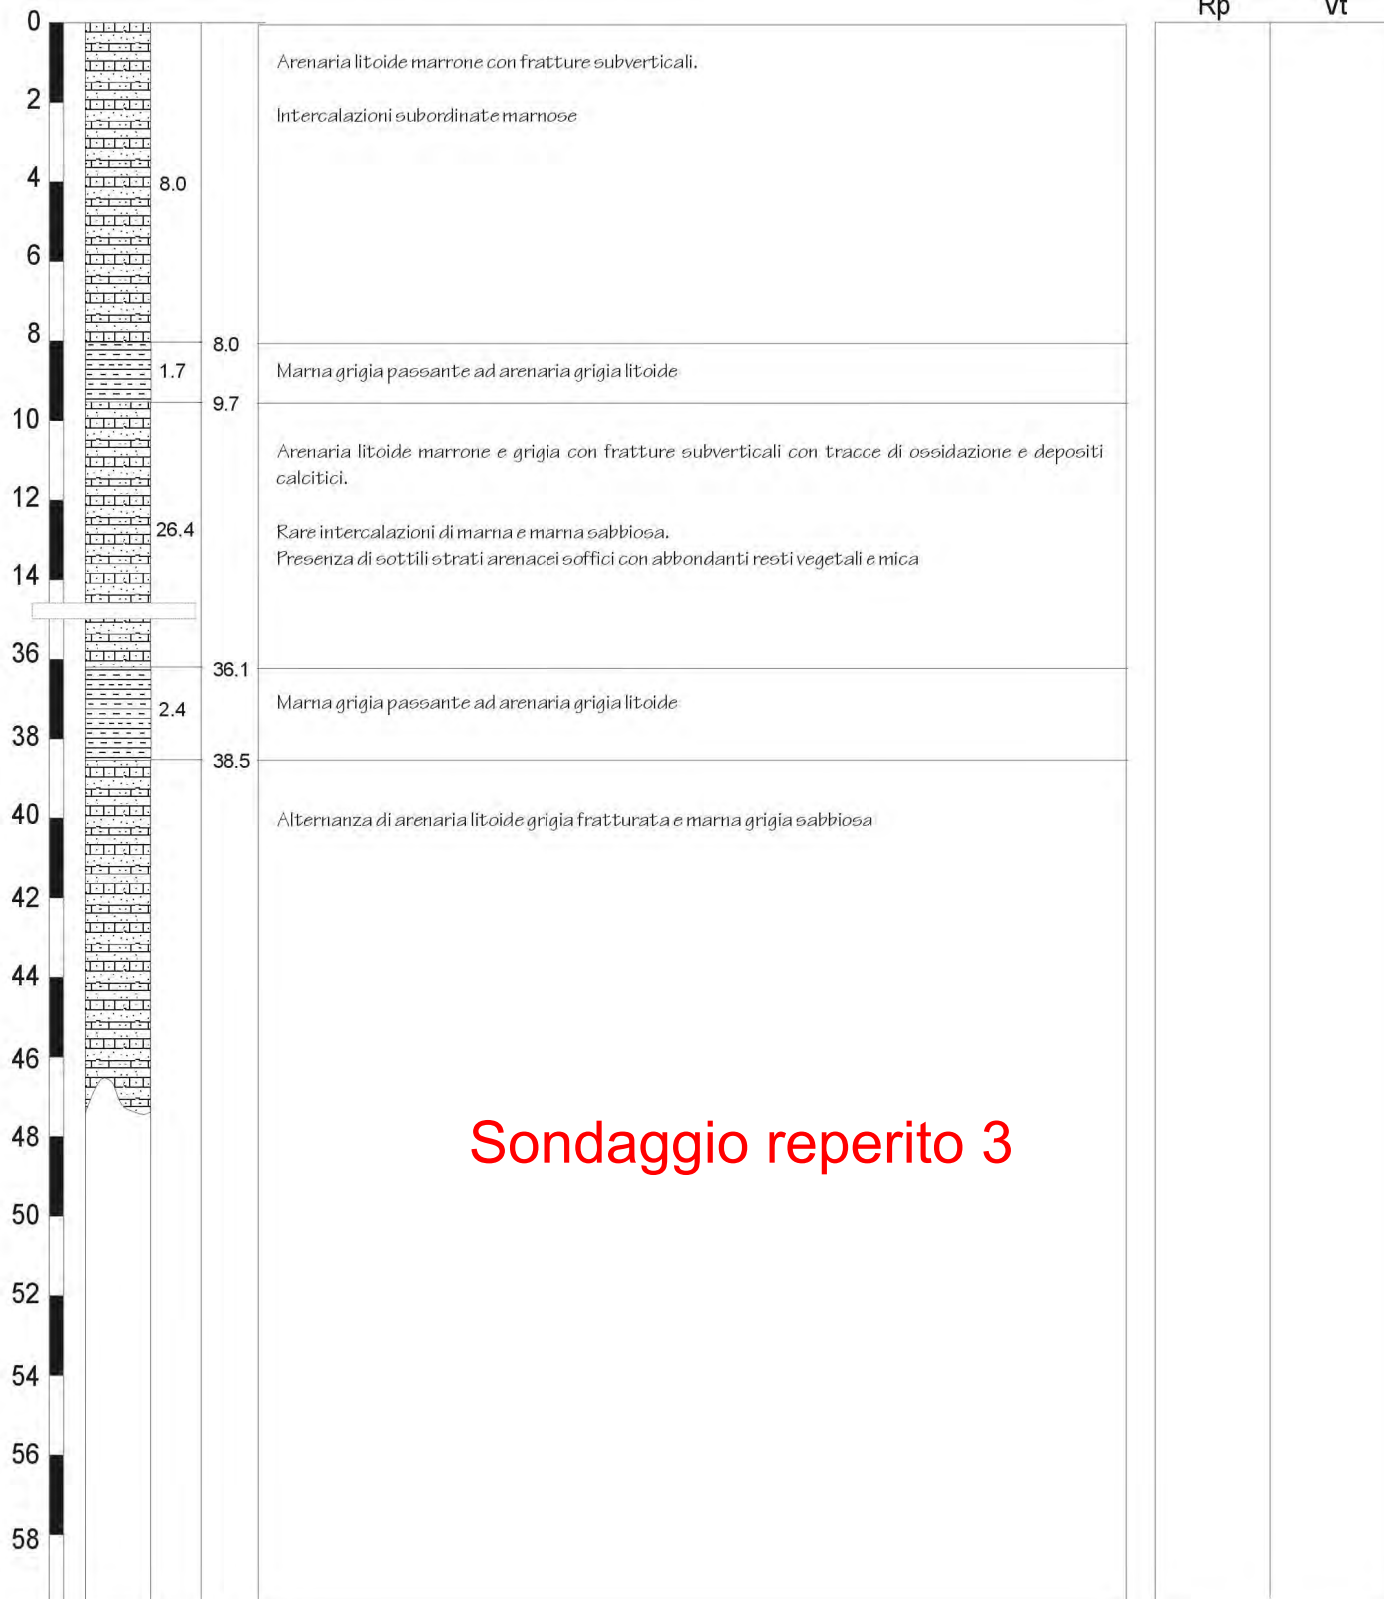 Rp Vt
0
Arenaria litoide marrone con fratture subverticali.
2
Intercalazioni subordinate marnose
4 8.0
6
8 8.0
1.7 Marna grigia passante ad arenaria grigia litoide
9.7
10
Arenaria litoide marrone e grigia con fratture subverticali con tracce di ossidazione e depositi
calcitici.
12
26.4 Rare intercalazioni di marna e marna sabbiosa.
Presenza di sottili strati arenacei soffici con abbondanti resti vegetali e mica
14
36
36.1
2.4 Marna grigia passante ad arenaria grigia litoide
38
38.5
40 Alternanza di arenaria litoide grigia fratturata e marna grigia sabbiosa
42
44
46
48 Sondaggio reperito 3
50
52
54
56
58